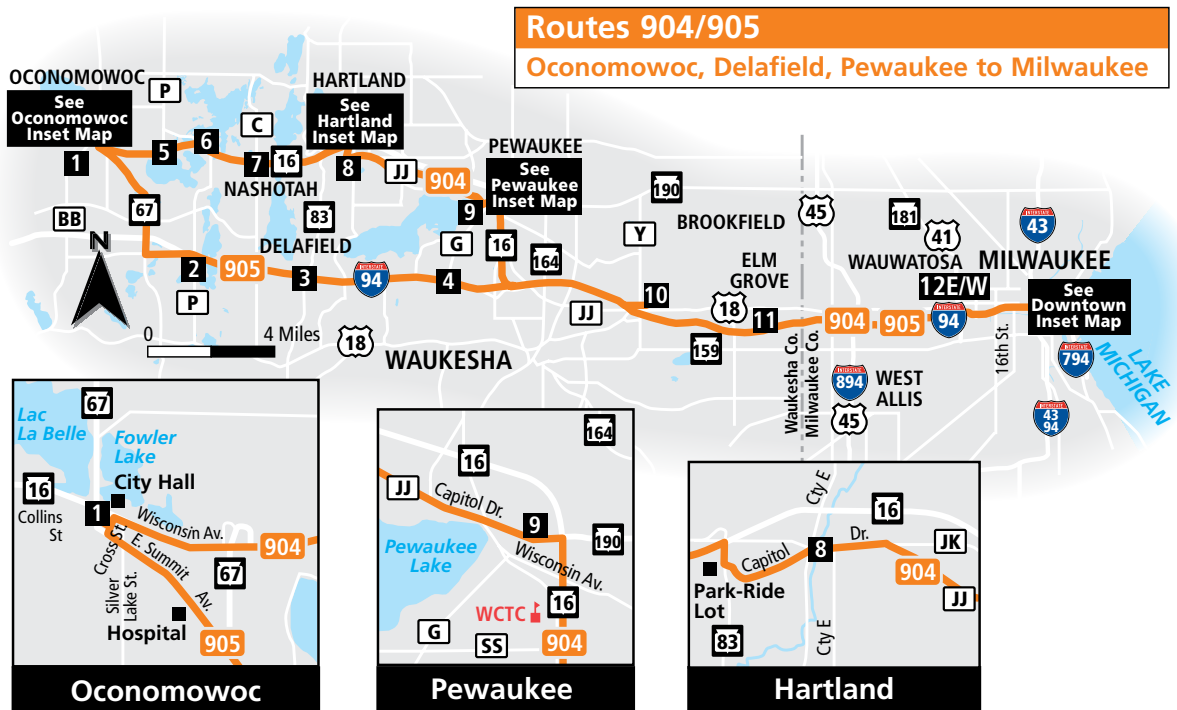 Routes 904/905
Oconomowoc, Delafield, Pewaukee to Milwaukee
OCONOMOWOC
See
Oconomowoc
Inset Map
1
P
5
6
C
7
16
NASHOTAH
HARTLAND
See
Hartland
Inset Map
8
JJ
904
PEWAUKEE
See
Pewaukee
Inset Map
9
G
16
164
67
BB
N
2
P
905
83
DELAFIELD
3
INTERSTATE
94
4
0
4 Miles
18
WAUKESHA
190
Y
BROOKFIELD
JJ
10
ELM
GROVE
18
11
159
Waukesha Co.
Milwaukee Co.
45
181
41
WAUWATOSA
INTERSTATE
43
MILWAUKEE
12E/W
904
905
INTERSTATE
94
16th St.
See
Downtown
Inset Map
INTERSTATE
794
LAKE
MICHIGAN
INTERSTATE
894
WEST
ALLIS
45
INTERSTATE
43
94
67
Lac
La Belle
Fowler
Lake
16
City Hall
Collins
St
1
Wisconsin Av.
904
Cross St.
E. Summit
Av.
67
Silver
Lake St.
Hospital
905
Oconomowoc
164
16
JJ
Capitol Dr.
9
190
Pewaukee
Lake
Wisconsin Av.
16
WCTC
G
SS
904
Pewaukee
Cty E
16
Capitol
8
Dr.
JK
904
Park-Ride
Lot
JJ
83
Cty E
Hartland